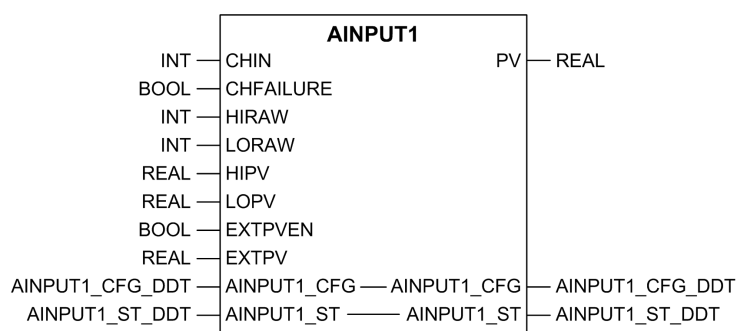 AINPUT1
INT CHIN PV REAL
BOOL CHFAILURE
INT HIRAW
INT LORAW
REAL HIPV
REAL LOPV
BOOL EXTPVEN
REAL EXTPV
AINPUT1_CFG_DDT AINPUT1_CFG AINPUT1_CFG AINPUT1_CFG_DDT
AINPUT1_ST_DDT AINPUT1_ST AINPUT1_ST AINPUT1_ST_DDT